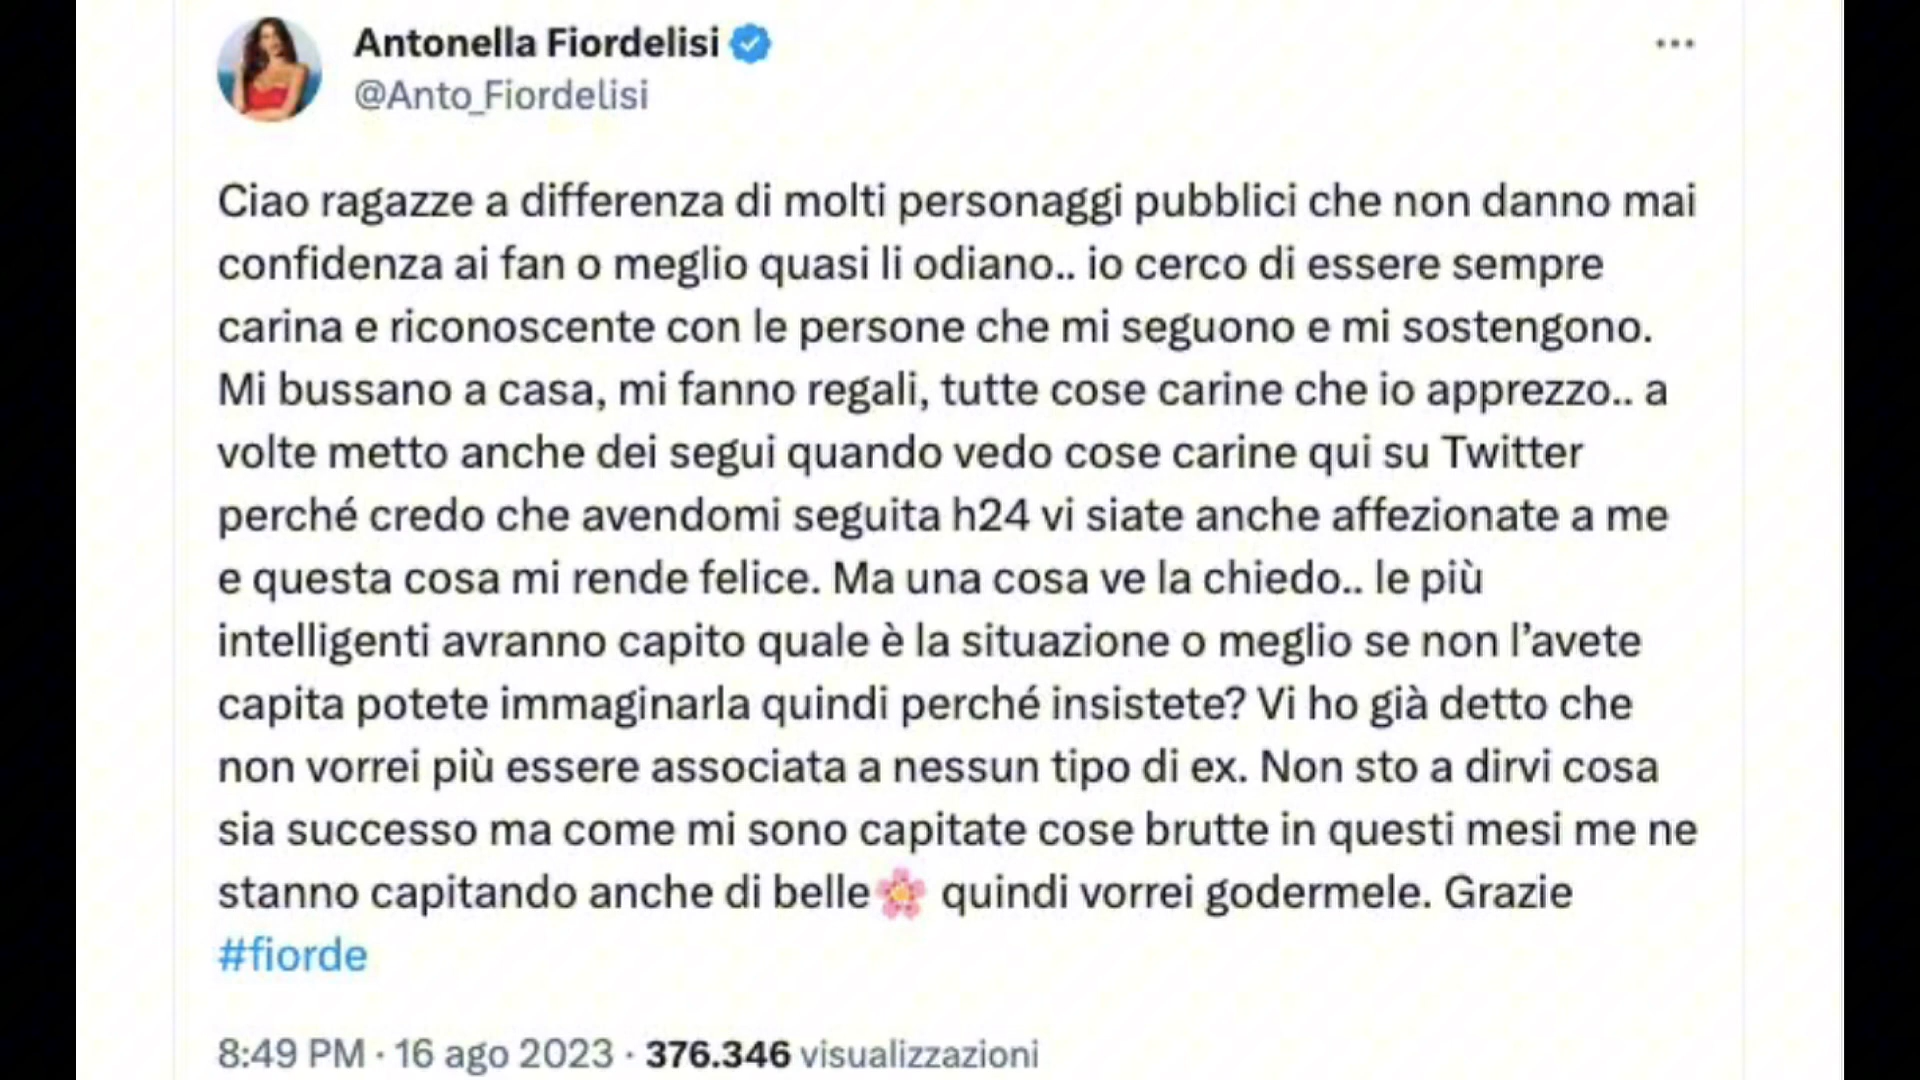 Antonella Fiordelisi
@Anto_Fiordelisi
Ciao ragazze a differenza di molti personaggi pubblici che non danno mai
confidenza ai fan o meglio quasi li odiano.. io cerco di essere sempre
carina e riconoscente con le persone che mi seguono e mi sostengono.
Mi bussano a casa, mi fanno regali, tutte cose carine che io apprezzo.. a
volte metto anche dei segui quando vedo cose carine qui su Twitter
perché credo che avendomi seguita h24 vi siate anche affezionate a me
e questa cosa mi rende felice. Ma una cosa ve la chiedo.. le più
intelligenti avranno capito quale è la situazione o meglio se non l’avete
capita potete immaginarla quindi perché insistete? Vi ho già detto che
non vorrei più essere associata a nessun tipo di ex. Non sto a dirvi cosa
sia successo ma come mi sono capitate cose brutte in questi mesi me ne
stanno capitando anche di belle🌸 quindi vorrei godermele. Grazie
#fiorde
8:49 PM · 16 ago 2023 · 376.346 visualizzazioni